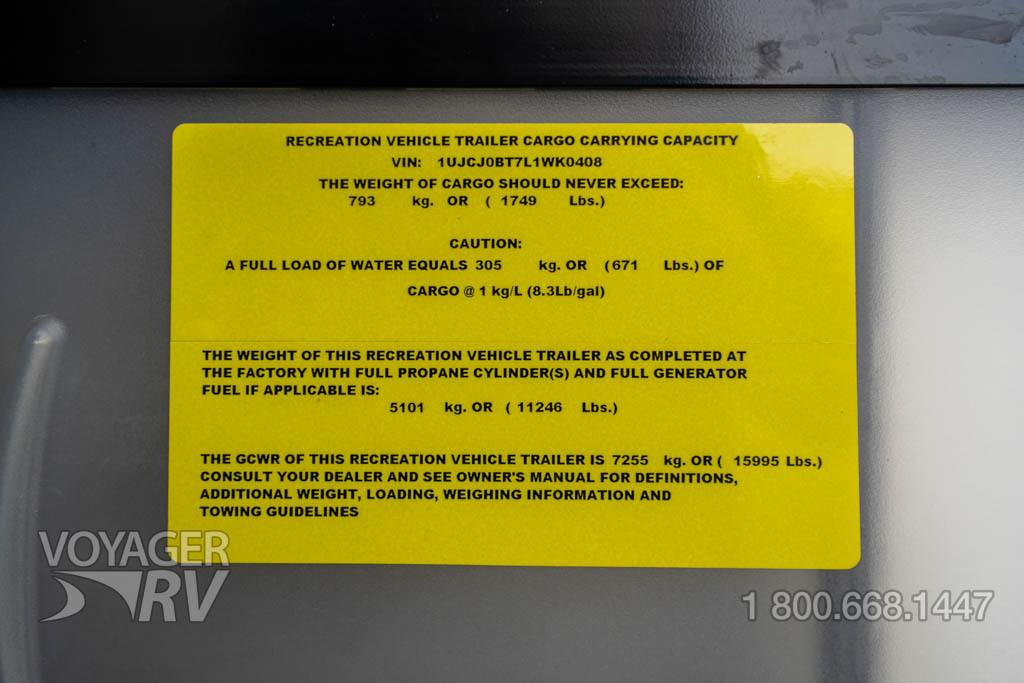 RECREATION VEHICLE TRAILER CARGO CARRYING CAPACITY
VIN: 1UJCJ0BT7L1WK0408
THE WEIGHT OF CARGO SHOULD NEVER EXCEED:
793 kg. OR ( 1749 Lbs.)
CAUTION:
A FULL LOAD OF WATER EQUALS 305 kg. OR (671 Lbs.) OF
CARGO @ 1 kg/L (8.3Lb/gal)
THE WEIGHT OF THIS RECREATION VEHICLE TRAILER AS COMPLETED AT
THE FACTORY WITH FULL PROPANE CYLINDER(S) AND FULL GENERATOR
FUEL IF APPLICABLE IS:
5101 kg. OR ( 11246 Lbs.)
THE GCWR OF THIS RECREATION VEHICLE TRAILER IS 7255 kg. OR ( 15995 Lbs.)
CONSULT YOUR DEALER AND SEE OWNER'S MANUAL FOR DEFINITIONS,
ADDITIONAL WEIGHT, LOADING, WEIGHING INFORMATION AND
TOWING GUIDELINES
VOYAGER
RV
1 800.668.1447